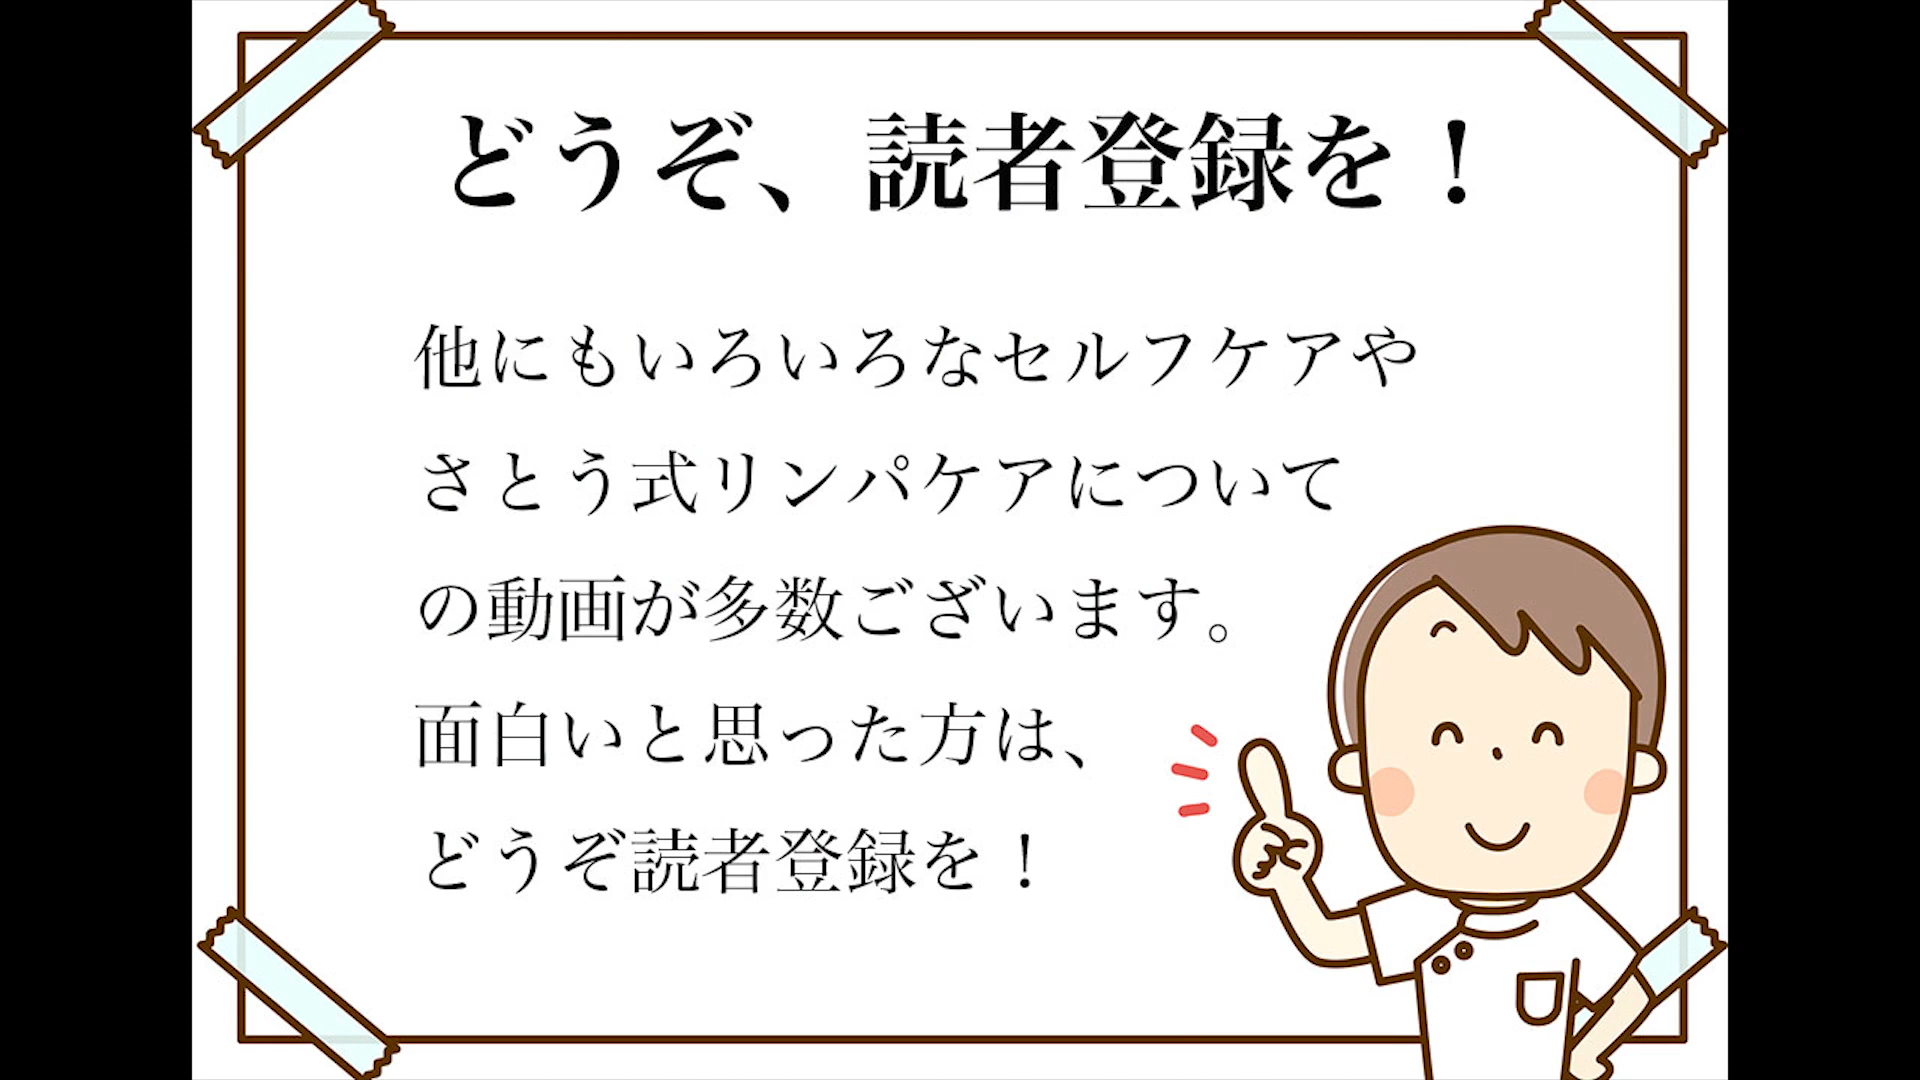 どうぞ、読者登録を！
他にもいろいろなセルフケアや
さとう式リンパケアについて
の動画が多数ございます。
面白いと思った方は、
どうぞ読者登録を！